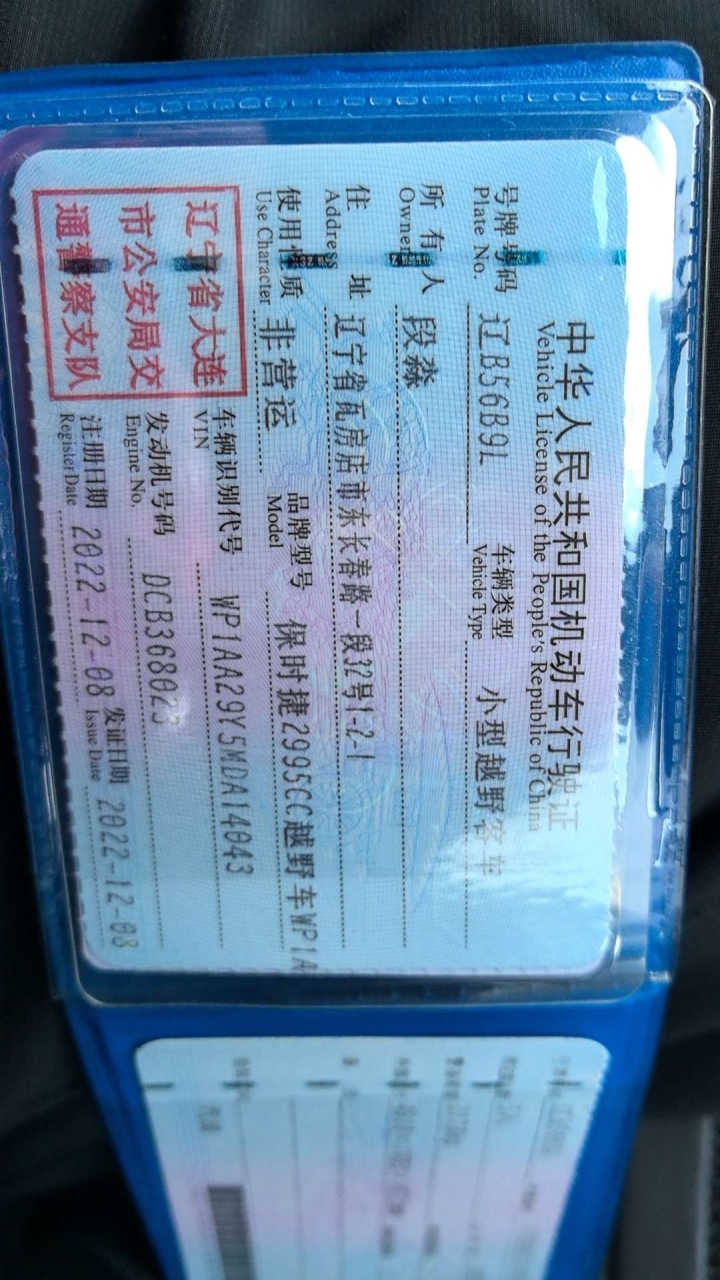 中华人民共和国机动车行驶证
Vehicle License of the People's Republic of China
号牌号码 辽B56B9L 车辆类型 小型越野客车
Plate No. Vehicle Type
所有人 段淼
Owner
住址 辽宁省瓦房店市东长春路一段32号1-2-1
Address
使用性质 非营运 品牌型号 保时捷2995CC越野车WP1A
Use Character Model
辽宁省大连
市公安局交
通警察支队
车辆识别代号 WP1AA29Y5MDA14043
VIN
发动机号码 DCB368023
Engine No.
注册日期 2022-12-08 发证日期 2022-12-08
Register Date Issue Date